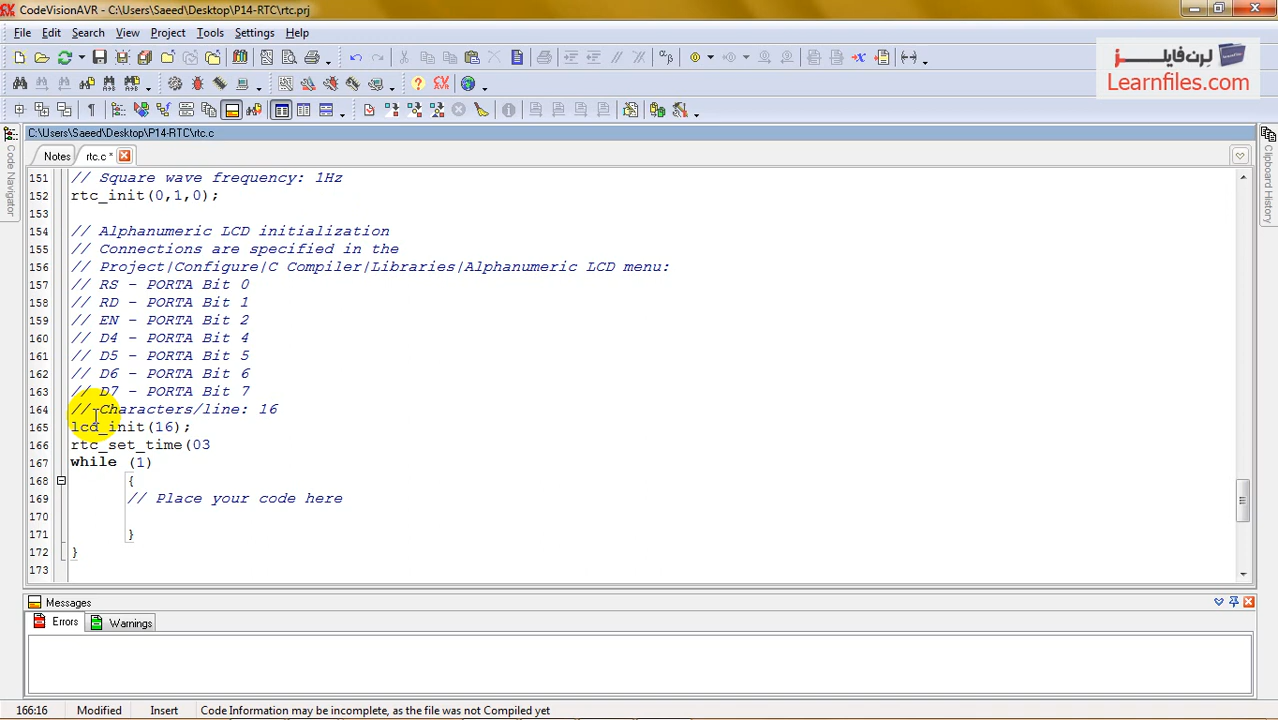 CodeVisionAVR - C:\Users\Saeed\Desktop\P14-RTC\rtc.prj
File Edit Search View Project Tools Settings Help
لرن‌فایلز
Learnfiles.com
C:\Users\Saeed\Desktop\P14-RTC\rtc.c
Notes rtc.c *
Code Navigator
Clipboard History
151 // Square wave frequency: 1Hz
152 rtc_init(0,1,0);
153
154 // Alphanumeric LCD initialization
155 // Connections are specified in the
156 // Project|Configure|C Compiler|Libraries|Alphanumeric LCD menu:
157 // RS - PORTA Bit 0
158 // RD - PORTA Bit 1
159 // EN - PORTA Bit 2
160 // D4 - PORTA Bit 4
161 // D5 - PORTA Bit 5
162 // D6 - PORTA Bit 6
163 // D7 - PORTA Bit 7
164 // Characters/line: 16
165 lcd_init(16);
166 rtc_set_time(03
167 while (1)
168 {
169 // Place your code here
170
171 }
172 }
173
Messages
Errors Warnings
166:16 Modified Insert Code Information may be incomplete, as the file was not Compiled yet